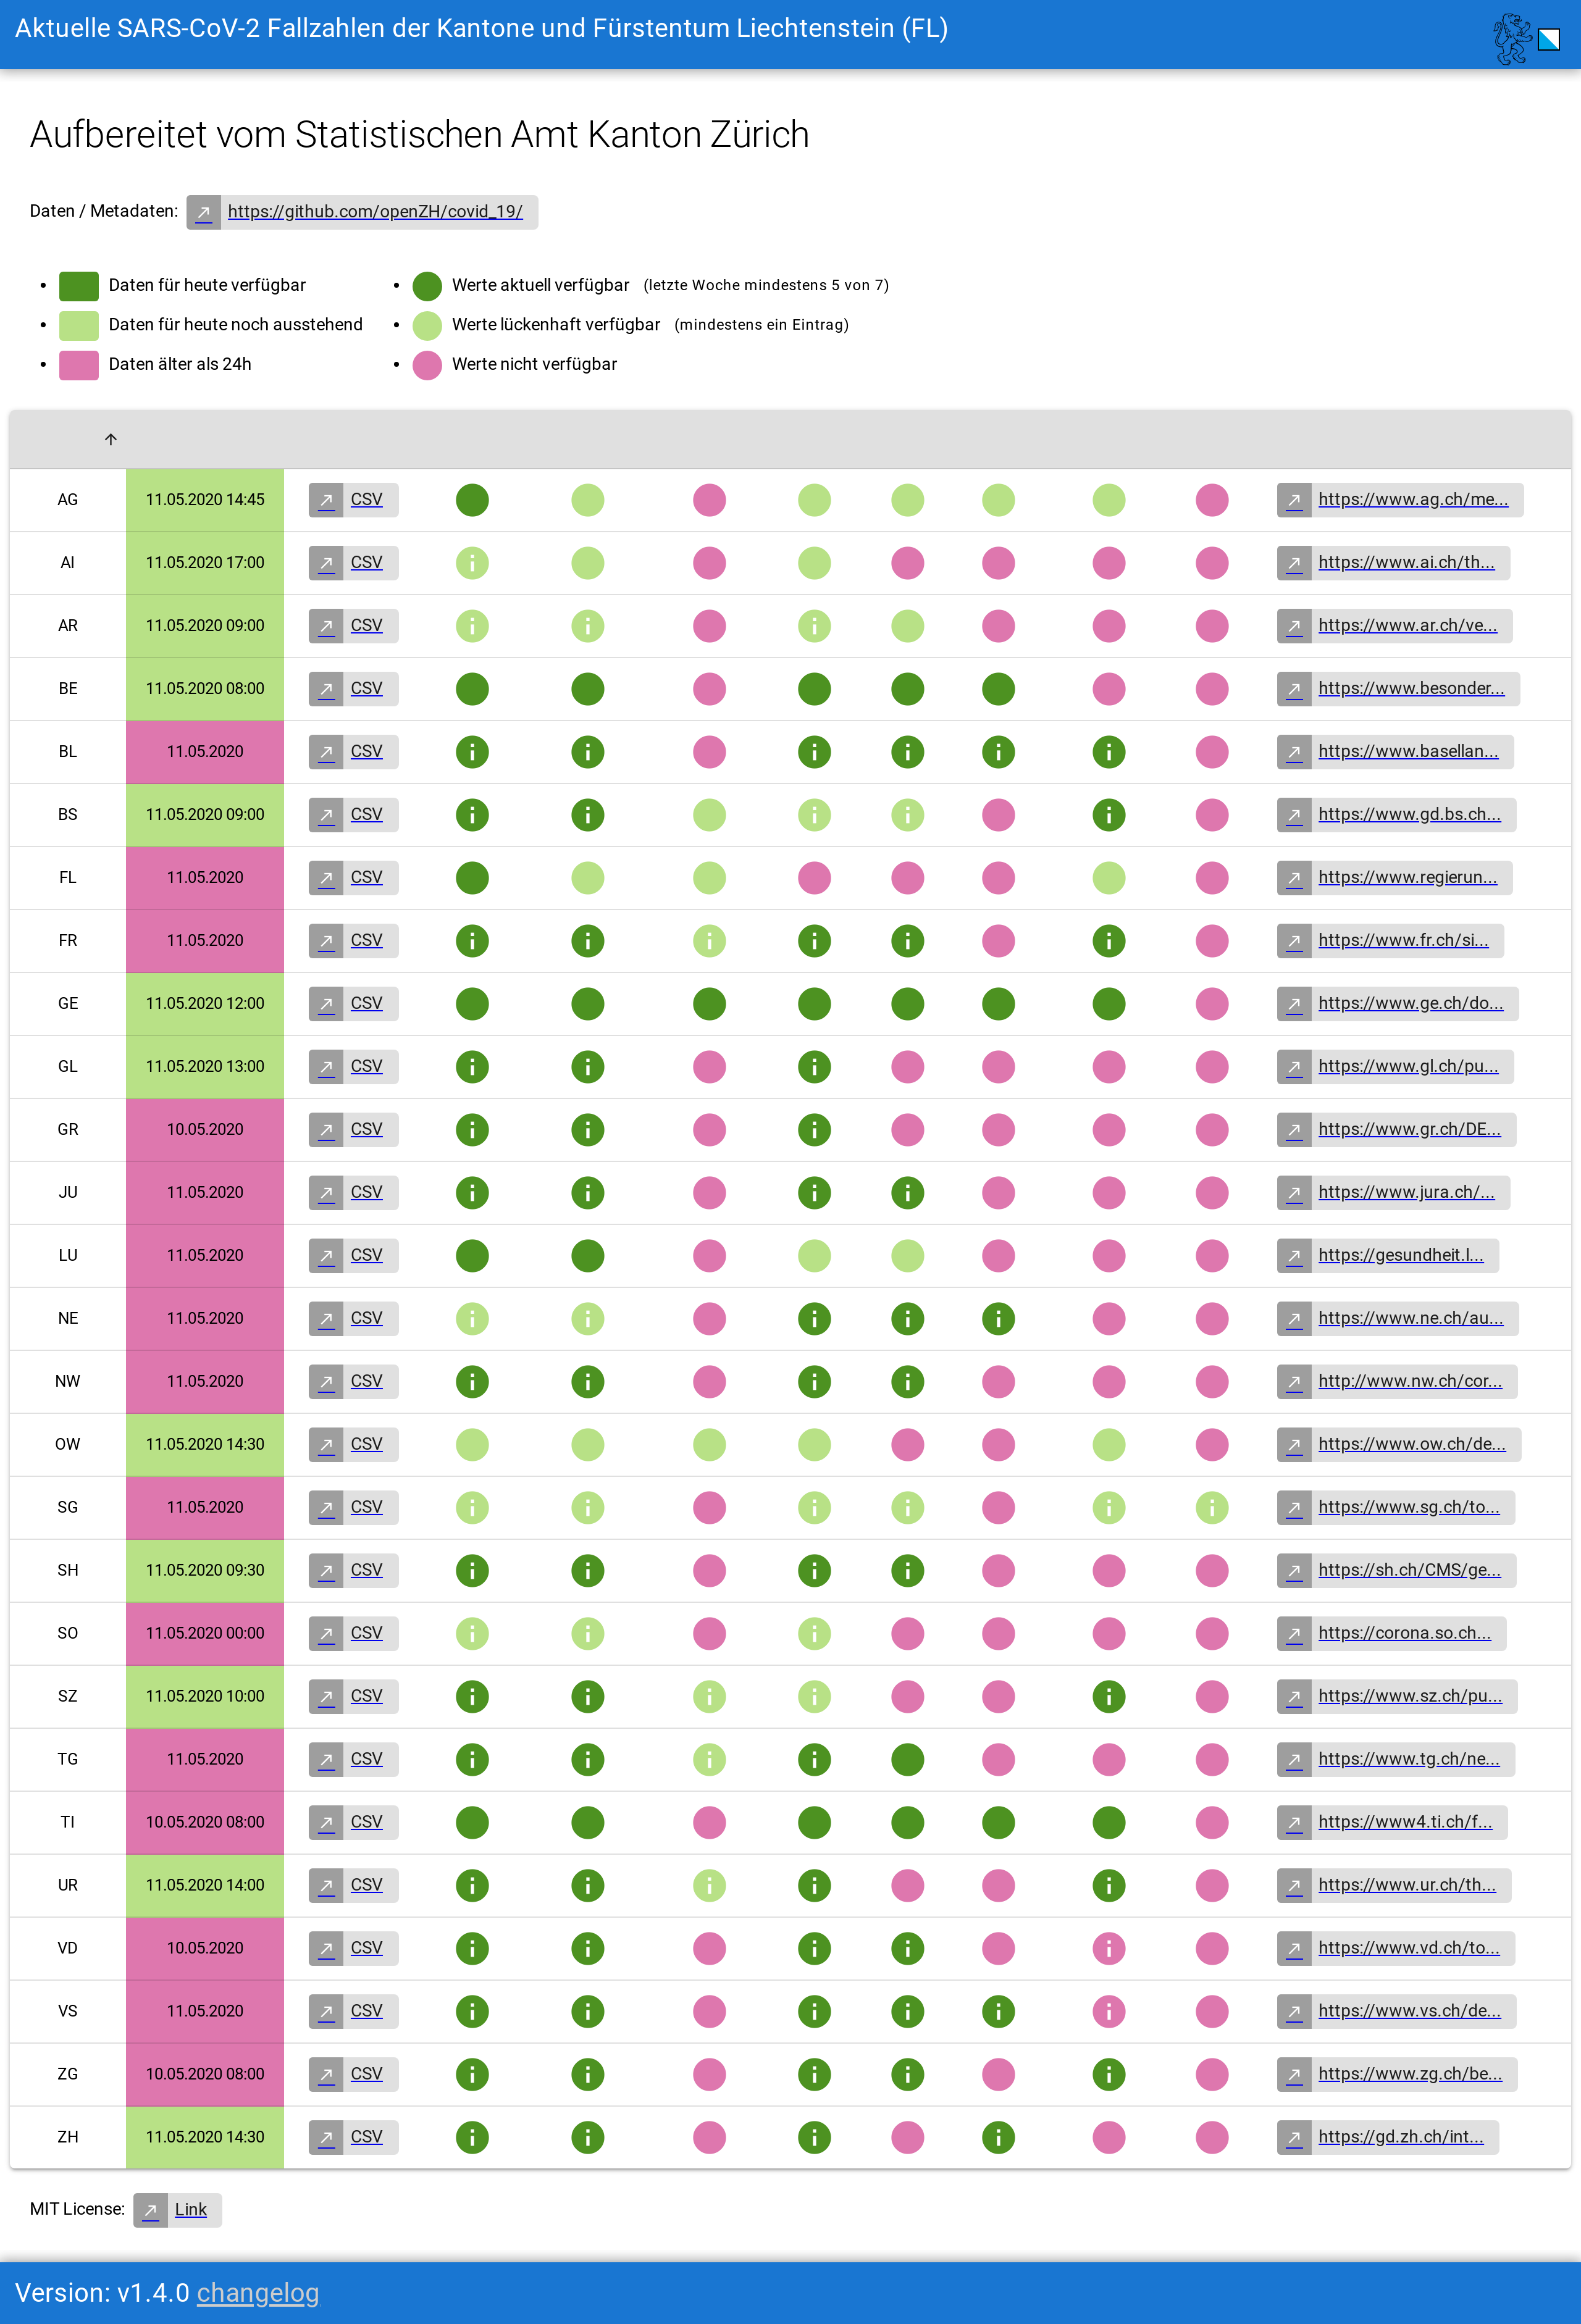 Aktuelle SARS-CoV-2 Fallzahlen der Kantone und Fürstentum Liechtenstein (FL)
Aufbereitet vom Statistischen Amt Kanton Zürich
Daten / Metadaten: https://github.com/openZH/covid_19/
Daten für heute verfügbar Werte aktuell verfügbar (letzte Woche mindestens 5 von 7)
Daten für heute noch ausstehend Werte lückenhaft verfügbar (mindestens ein Eintrag)
Daten älter als 24h Werte nicht verfügbar
AG 11.05.2020 14:45 CSV https://www.ag.ch/me...
AI 11.05.2020 17:00 CSV https://www.ai.ch/th...
AR 11.05.2020 09:00 CSV https://www.ar.ch/ve...
BE 11.05.2020 08:00 CSV https://www.besonder...
BL 11.05.2020 CSV https://www.basellan...
BS 11.05.2020 09:00 CSV https://www.gd.bs.ch...
FL 11.05.2020 CSV https://www.regierun...
FR 11.05.2020 CSV https://www.fr.ch/si...
GE 11.05.2020 12:00 CSV https://www.ge.ch/do...
GL 11.05.2020 13:00 CSV https://www.gl.ch/pu...
GR 10.05.2020 CSV https://www.gr.ch/DE...
JU 11.05.2020 CSV https://www.jura.ch/...
LU 11.05.2020 CSV https://gesundheit.l...
NE 11.05.2020 CSV https://www.ne.ch/au...
NW 11.05.2020 CSV http://www.nw.ch/cor...
OW 11.05.2020 14:30 CSV https://www.ow.ch/de...
SG 11.05.2020 CSV https://www.sg.ch/to...
SH 11.05.2020 09:30 CSV https://sh.ch/CMS/ge...
SO 11.05.2020 00:00 CSV https://corona.so.ch...
SZ 11.05.2020 10:00 CSV https://www.sz.ch/pu...
TG 11.05.2020 CSV https://www.tg.ch/ne...
TI 10.05.2020 08:00 CSV https://www4.ti.ch/f...
UR 11.05.2020 14:00 CSV https://www.ur.ch/th...
VD 10.05.2020 CSV https://www.vd.ch/to...
VS 11.05.2020 CSV https://www.vs.ch/de...
ZG 10.05.2020 08:00 CSV https://www.zg.ch/be...
ZH 11.05.2020 14:30 CSV https://gd.zh.ch/int...
MIT License: Link
Version: v1.4.0 changelog